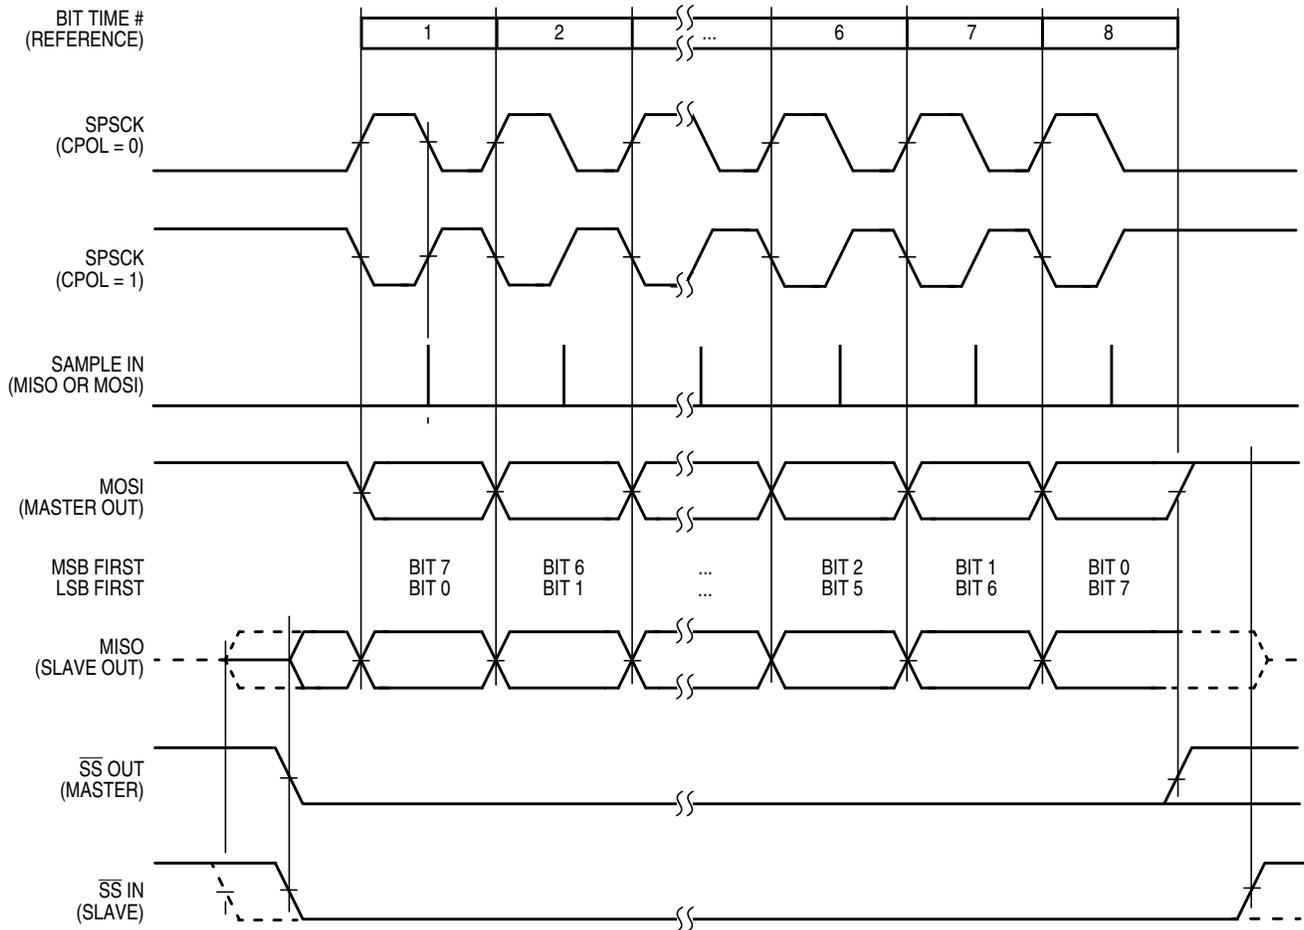 BIT TIME #
(REFERENCE)
1 2 ... 6 7 8
SPSCK
(CPOL = 0)
SPSCK
(CPOL = 1)
SAMPLE IN
(MISO OR MOSI)
MOSI
(MASTER OUT)
MSB FIRST BIT 7 BIT 6 ... BIT 2 BIT 1 BIT 0
LSB FIRST BIT 0 BIT 1 ... BIT 5 BIT 6 BIT 7
MISO
(SLAVE OUT)
S̅S̅ OUT
(MASTER)
S̅S̅ IN
(SLAVE)